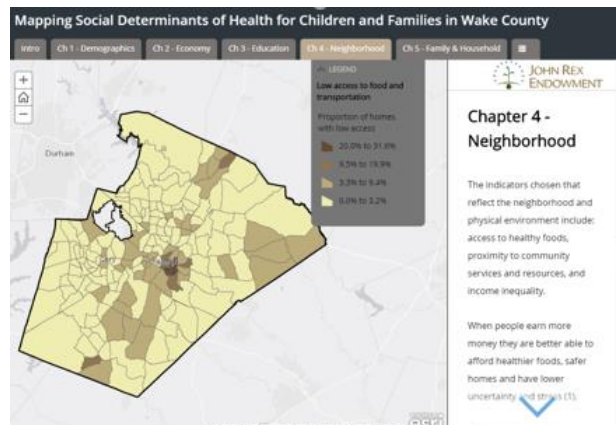 Mapping Social Determinants of Health for Children and Families in Wake County
Intro
Ch 1 - Demographics
Ch 2 - Economy
Ch 3 - Education
Ch 4 - Neighborhood
Ch 5 - Family & Household
LEGEND
Low access to food and
transportation
Proportion of homes
with low access
20.0% to 31.6%
9.5% to 19.9%
3.3% to 9.4%
0.0% to 3.2%
Durham
Cary
esri
JOHN REX
ENDOWMENT
Chapter 4 -
Neighborhood
The indicators chosen that
reflect the neighborhood and
physical environment include:
access to healthy foods,
proximity to community
services and resources, and
income inequality.
When people earn more
money they are better able to
afford healthier foods, safer
homes and have lower
uncertainty and stress (1).